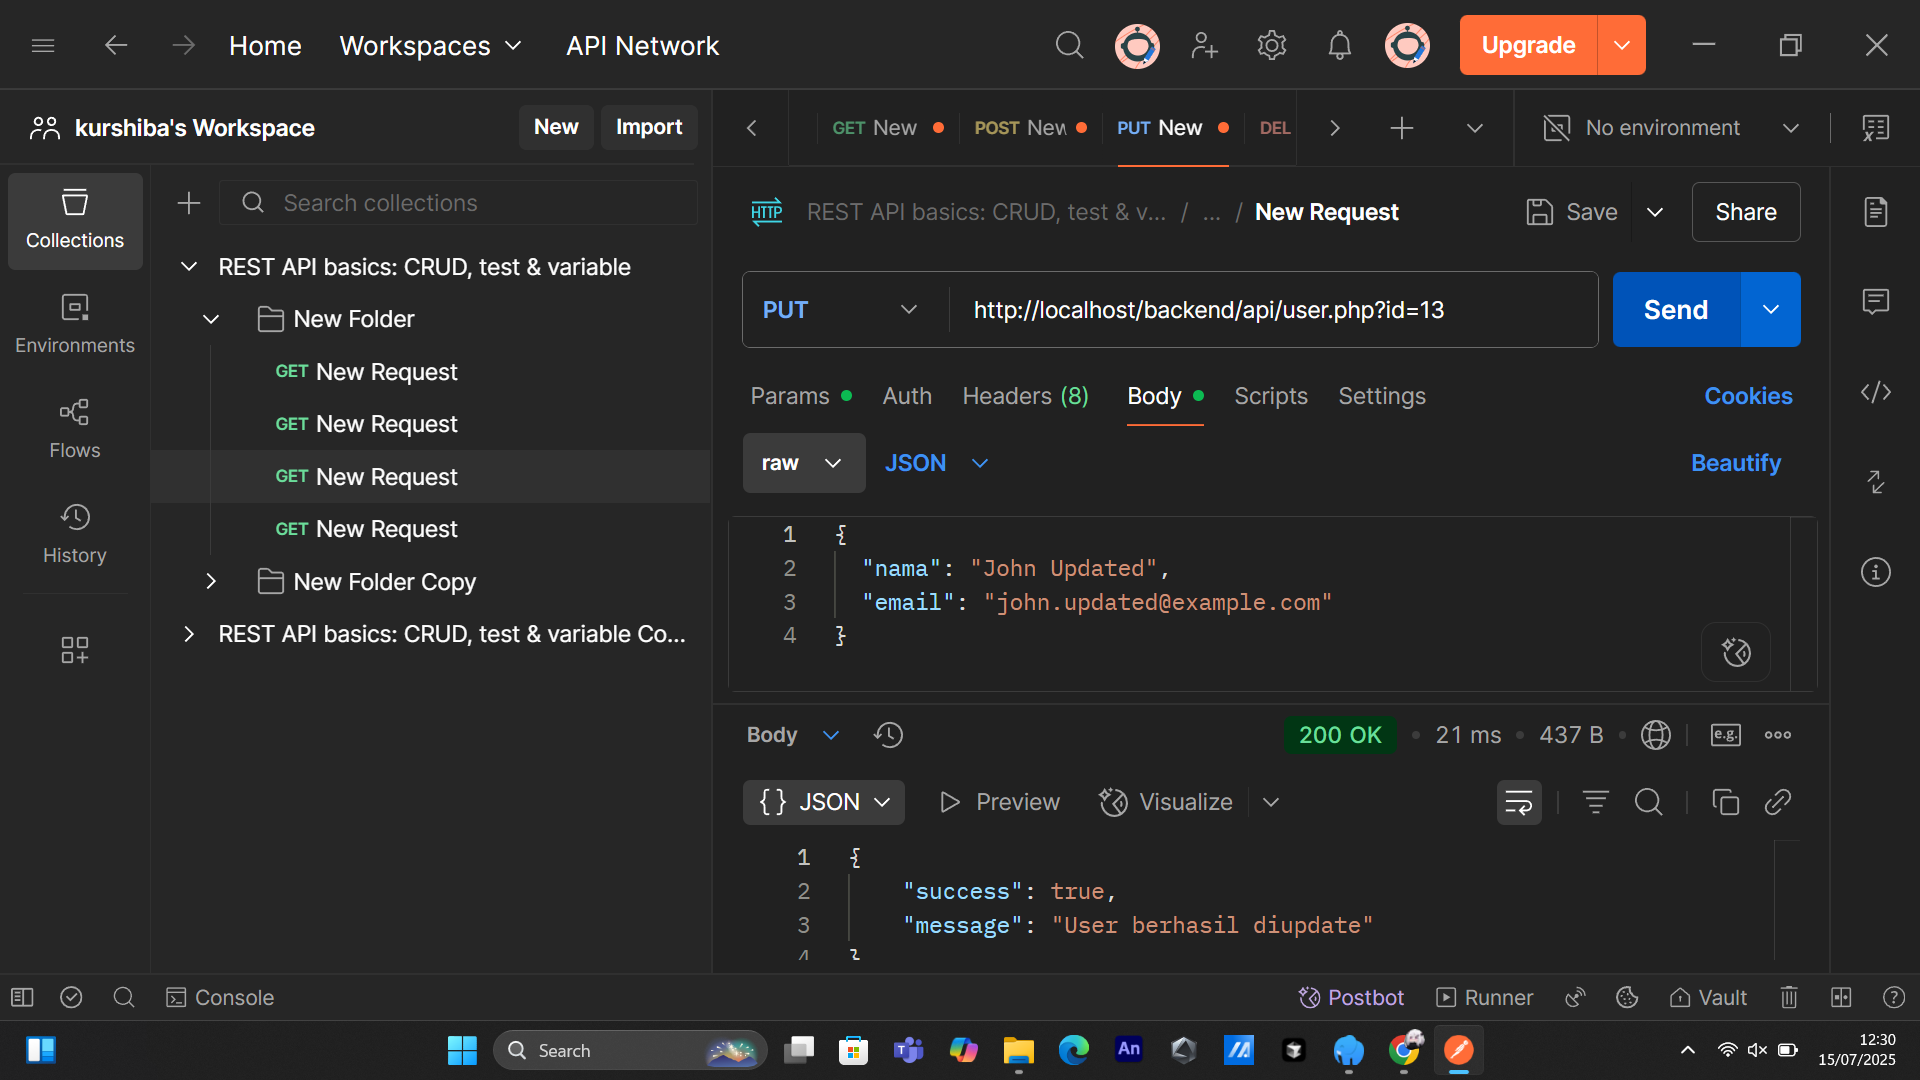 Home Workspaces API Network Upgrade
kurshiba's Workspace New Import GET New POST New PUT New DEL No environment
Collections
Environments
Flows
History
Search collections
REST API basics: CRUD, test & variable
New Folder
GET New Request
GET New Request
GET New Request
GET New Request
New Folder Copy
REST API basics: CRUD, test & variable Co...
HTTP REST API basics: CRUD, test & v... / ... / New Request Save Share
PUT http://localhost/backend/api/user.php?id=13 Send
Params Auth Headers (8) Body Scripts Settings Cookies
raw JSON Beautify
1 {
2 "nama": "John Updated",
3 "email": "john.updated@example.com"
4 }
Body 200 OK • 21 ms • 437 B e.g.
{} JSON Preview Visualize
1 {
2 "success": true,
3 "message": "User berhasil diupdate"
4 }
Console Postbot Runner Vault
Search An 12:30
15/07/2025